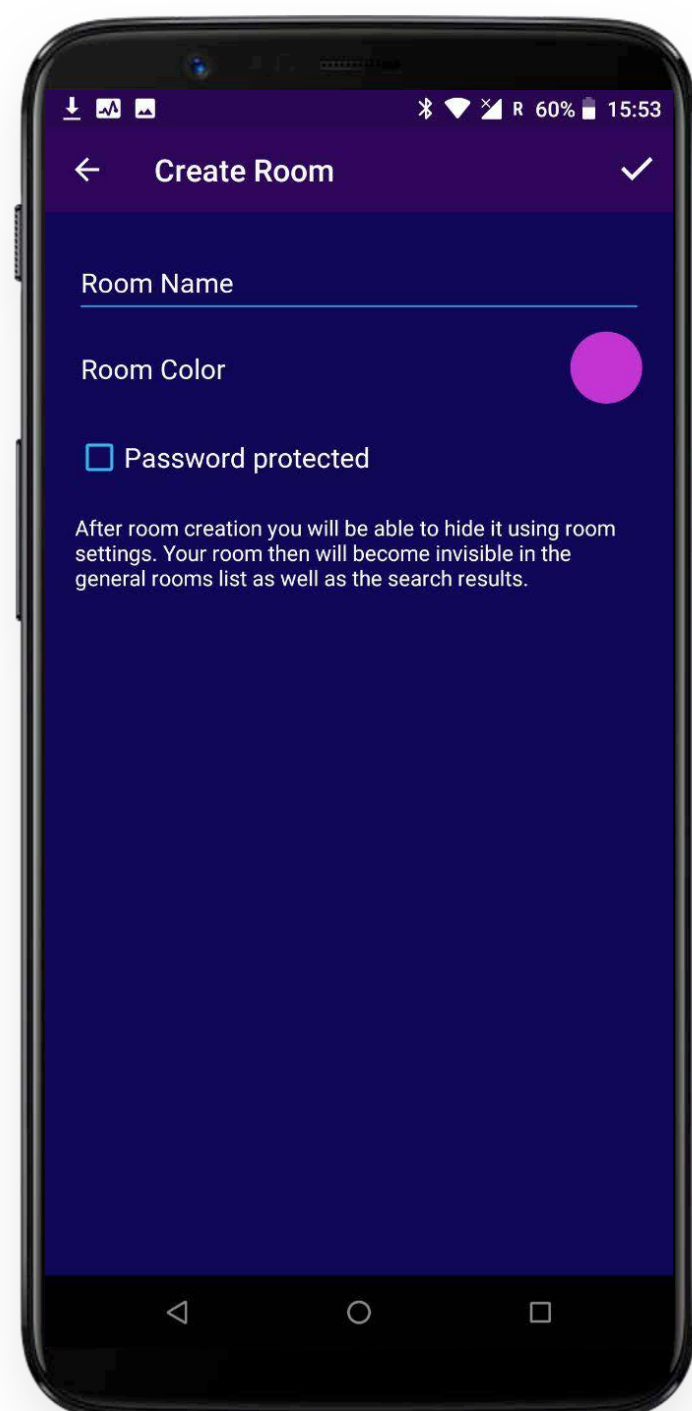 R 60% 15:53
Create Room
Room Name
Room Color
Password protected
After room creation you will be able to hide it using room
settings. Your room then will become invisible in the
general rooms list as well as the search results.